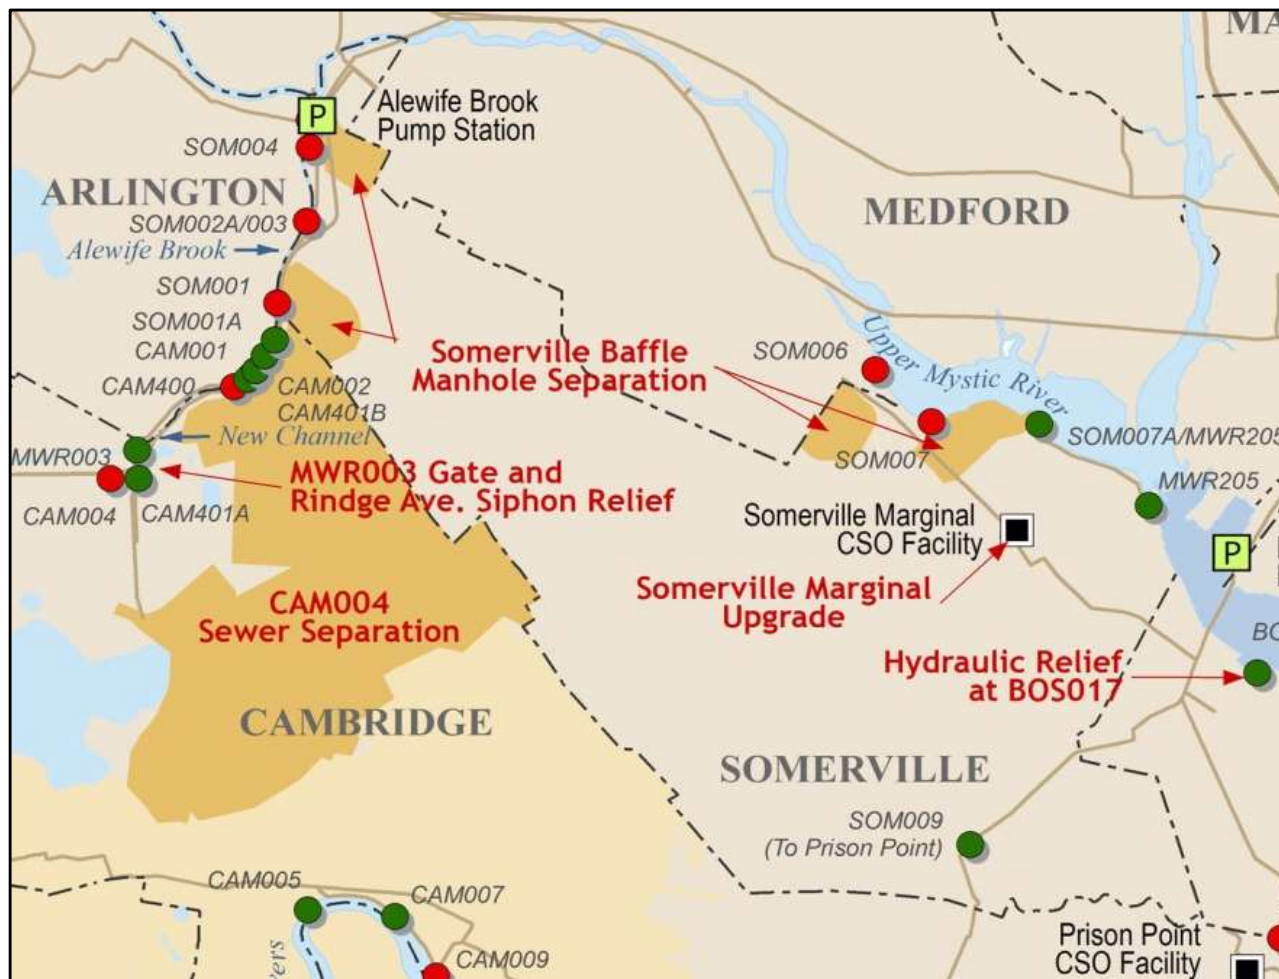 MA
Alewife Brook
Pump Station
P
SOM004
ARLINGTON
SOM002A/003
Alewife Brook
MEDFORD
SOM001
SOM001A
CAM001
CAM400
CAM002
CAM401B
New Channel
Somerville Baffle
Manhole Separation
SOM006
Upper Mystic River
SOM007A/MWR205
SOM007
MWR205
MWR003
CAM004
CAM401A
MWR003 Gate and
Rindge Ave. Siphon Relief
Somerville Marginal
CSO Facility
P
CAM004
Sewer Separation
Somerville Marginal
Upgrade
BO
Hydraulic Relief
at BOS017
CAMBRIDGE
SOMERVILLE
SOM009
(To Prison Point)
CAM005
CAM007
CAM009
vers
Prison Point
CSO Facility